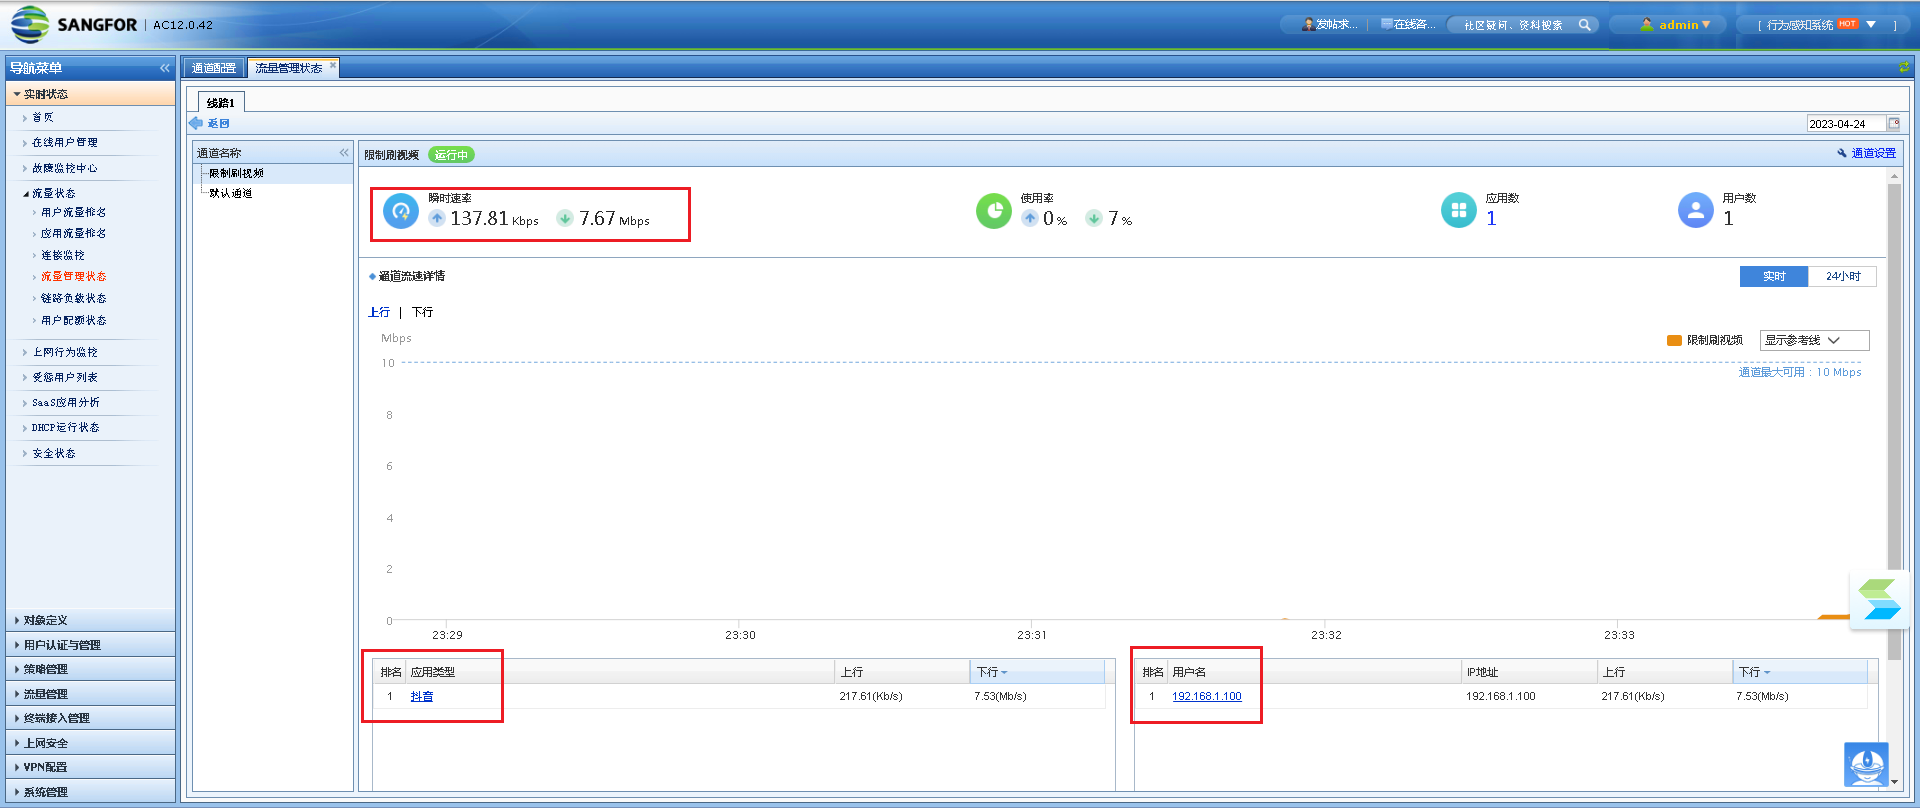 SANGFOR | AC12.0.42
发帖求...
在线咨...
社区疑问、资料搜索
admin
[ 行为感知系统 HOT ]
导航菜单
实时状态
首页
在线用户管理
故障监控中心
流量状态
用户流量排名
应用流量排名
连接监控
流量管理状态
链路负载状态
用户配额状态
上网行为监控
受惩用户列表
SaaS应用分析
DHCP运行状态
安全状态
对象定义
用户认证与管理
策略管理
流量管理
终端接入管理
上网安全
VPN配置
系统管理
通道配置
流量管理状态
线路1
返回
2023-04-24
通道名称
限制刷视频
默认通道
限制刷视频 运行中
通道设置
瞬时速率
137.81 Kbps 7.67 Mbps
使用率
0 % 7 %
应用数
1
用户数
1
通道流速详情
实时 24小时
上行 | 下行
Mbps
限制刷视频
显示参考线
10
通道最大可用：10 Mbps
8
6
4
2
0
23:29 23:30 23:31 23:32 23:33
排名 应用类型 上行 下行
1 抖音 217.61(Kb/s) 7.53(Mb/s)
排名 用户名 IP地址 上行 下行
1 192.168.1.100 192.168.1.100 217.61(Kb/s) 7.53(Mb/s)